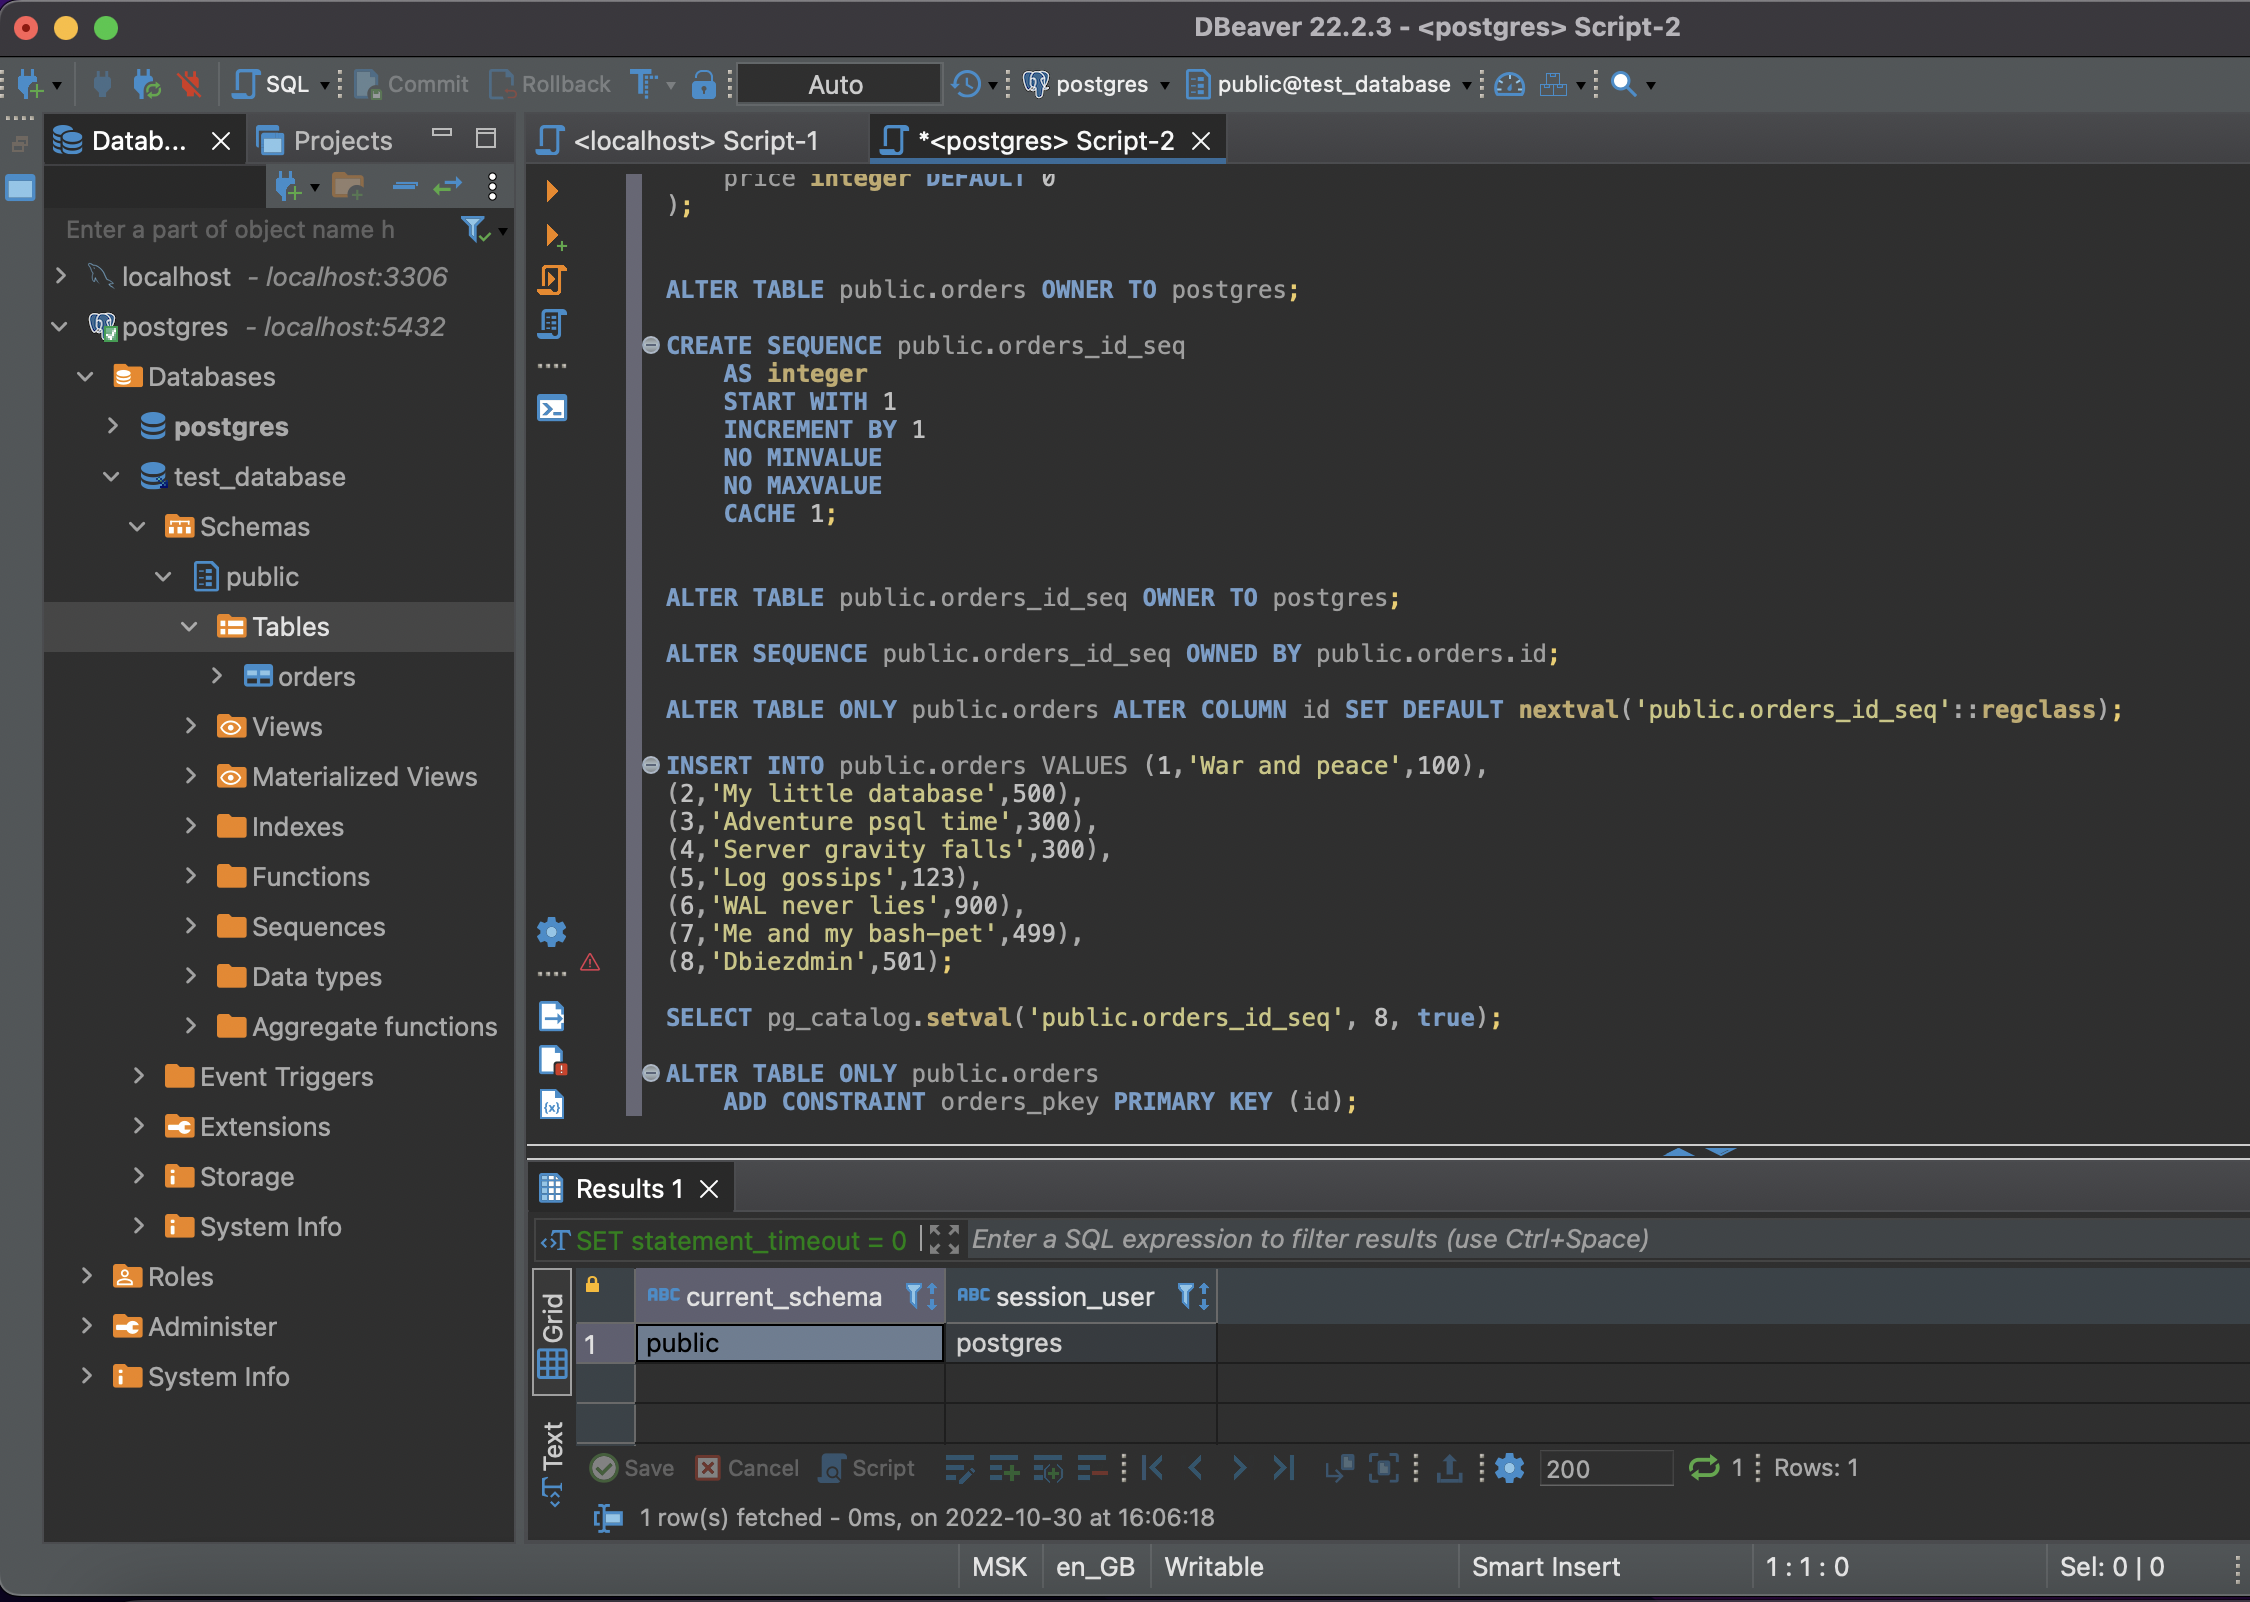 DBeaver 22.2.3 - <postgres> Script-2
SQL Commit Rollback Auto postgres public@test_database
Datab... Projects
<localhost> Script-1 *<postgres> Script-2
Enter a part of object name h
localhost - localhost:3306
postgres - localhost:5432
Databases
postgres
test_database
Schemas
public
Tables
orders
Views
Materialized Views
Indexes
Functions
Sequences
Data types
Aggregate functions
Event Triggers
Extensions
Storage
System Info
Roles
Administer
System Info
price integer DEFAULT 0
);
ALTER TABLE public.orders OWNER TO postgres;
CREATE SEQUENCE public.orders_id_seq
AS integer
START WITH 1
INCREMENT BY 1
NO MINVALUE
NO MAXVALUE
CACHE 1;
ALTER TABLE public.orders_id_seq OWNER TO postgres;
ALTER SEQUENCE public.orders_id_seq OWNED BY public.orders.id;
ALTER TABLE ONLY public.orders ALTER COLUMN id SET DEFAULT nextval('public.orders_id_seq'::regclass);
INSERT INTO public.orders VALUES (1,'War and peace',100),
(2,'My little database',500),
(3,'Adventure psql time',300),
(4,'Server gravity falls',300),
(5,'Log gossips',123),
(6,'WAL never lies',900),
(7,'Me and my bash-pet',499),
(8,'Dbiezdmin',501);
SELECT pg_catalog.setval('public.orders_id_seq', 8, true);
ALTER TABLE ONLY public.orders
ADD CONSTRAINT orders_pkey PRIMARY KEY (id);
Results 1
SET statement_timeout = 0 Enter a SQL expression to filter results (use Ctrl+Space)
Grid
Text
ABC current_schema ABC session_user
1 public postgres
Save Cancel Script 200 1 Rows: 1
1 row(s) fetched - 0ms, on 2022-10-30 at 16:06:18
MSK en_GB Writable Smart Insert 1 : 1 : 0 Sel: 0 | 0